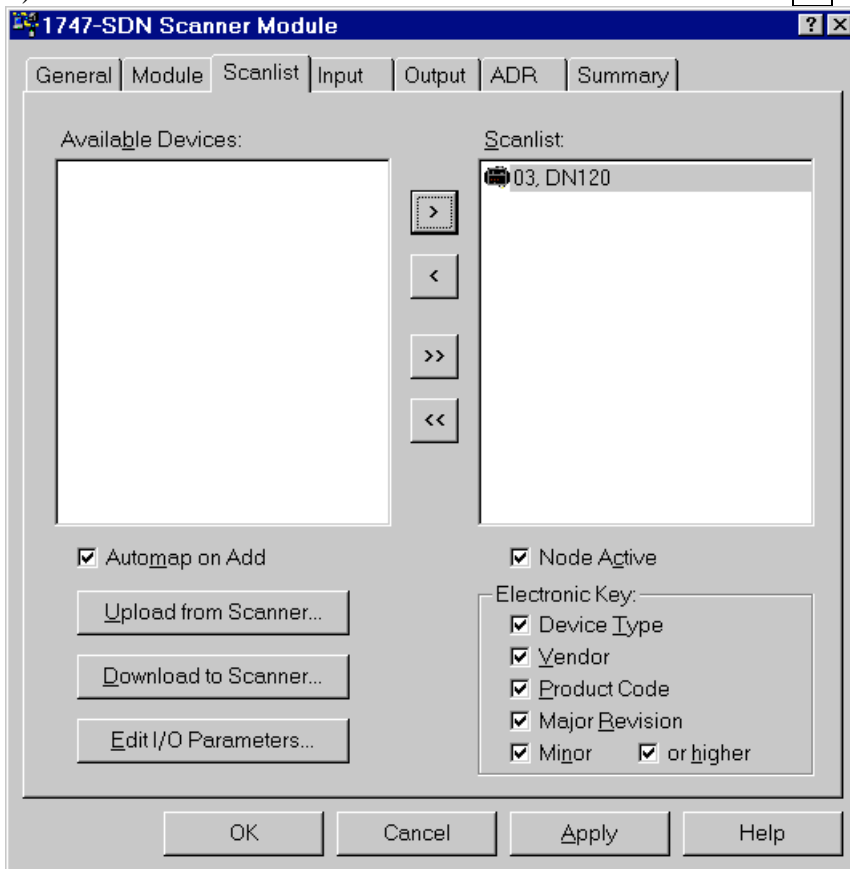 1747-SDN Scanner Module
General Module Scanlist Input Output ADR Summary
Available Devices:
Scanlist:
03, DN120
>
<
>>
<<
Automap on Add
Node Active
Upload from Scanner...
Download to Scanner...
Edit I/O Parameters...
Electronic Key:
Device Type
Vendor
Product Code
Major Revision
Minor or higher
OK Cancel Apply Help